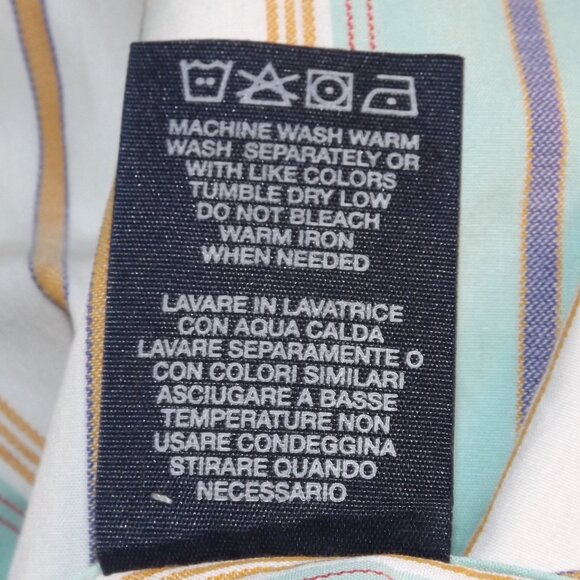 MACHINE WASH WARM
WASH SEPARATELY OR
WITH LIKE COLORS
TUMBLE DRY LOW
DO NOT BLEACH
WARM IRON
WHEN NEEDED
LAVARE IN LAVATRICE
CON AQUA CALDA
LAVARE SEPARAMENTE O
CON COLORI SIMILARI
ASCIUGARE A BASSE
TEMPERATURE NON
USARE CONDEGGINA
STIRARE QUANDO
NECESSARIO